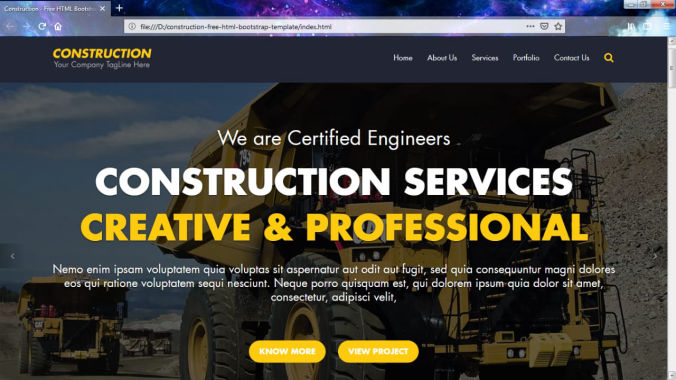 Construction - Free HTML Bootstra
file:///D:/construction-free-html-bootstrap-template/index.html
CONSTRUCTION
Your Company TagLine Here
Home About Us Services Portfolio Contact Us
We are Certified Engineers
793
CONSTRUCTION SERVICES
CREATIVE & PROFESSIONAL
Nemo enim ipsam voluptatem quia voluptas sit aspernatur aut odit aut fugit, sed quia consequuntur magni dolores
eos qui ratione voluptatem sequi nesciunt. Neque porro quisquam est, qui dolorem ipsum quia dolor sit amet,
consectetur, adipisci velit,
KNOW MORE VIEW PROJECT